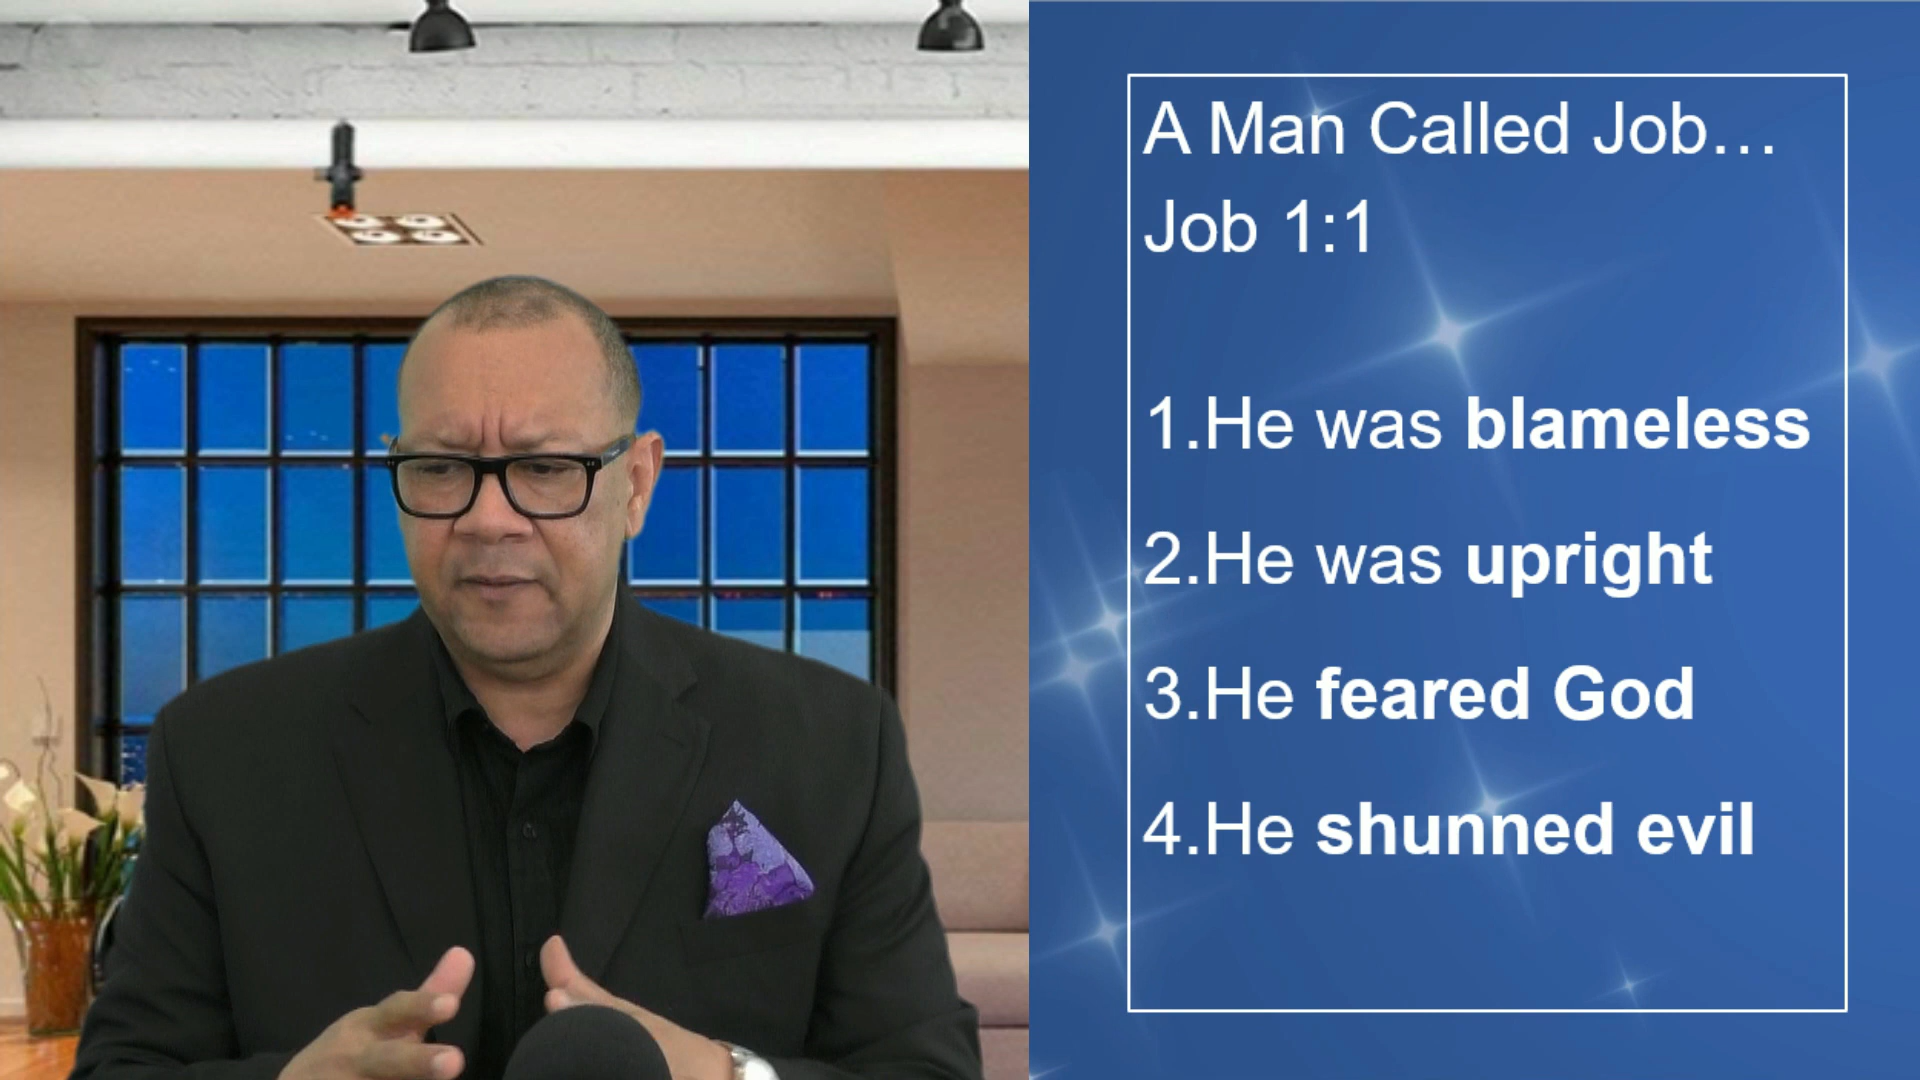 A Man Called Job…
Job 1:1
1.He was blameless
2.He was upright
3.He feared God
4.He shunned evil